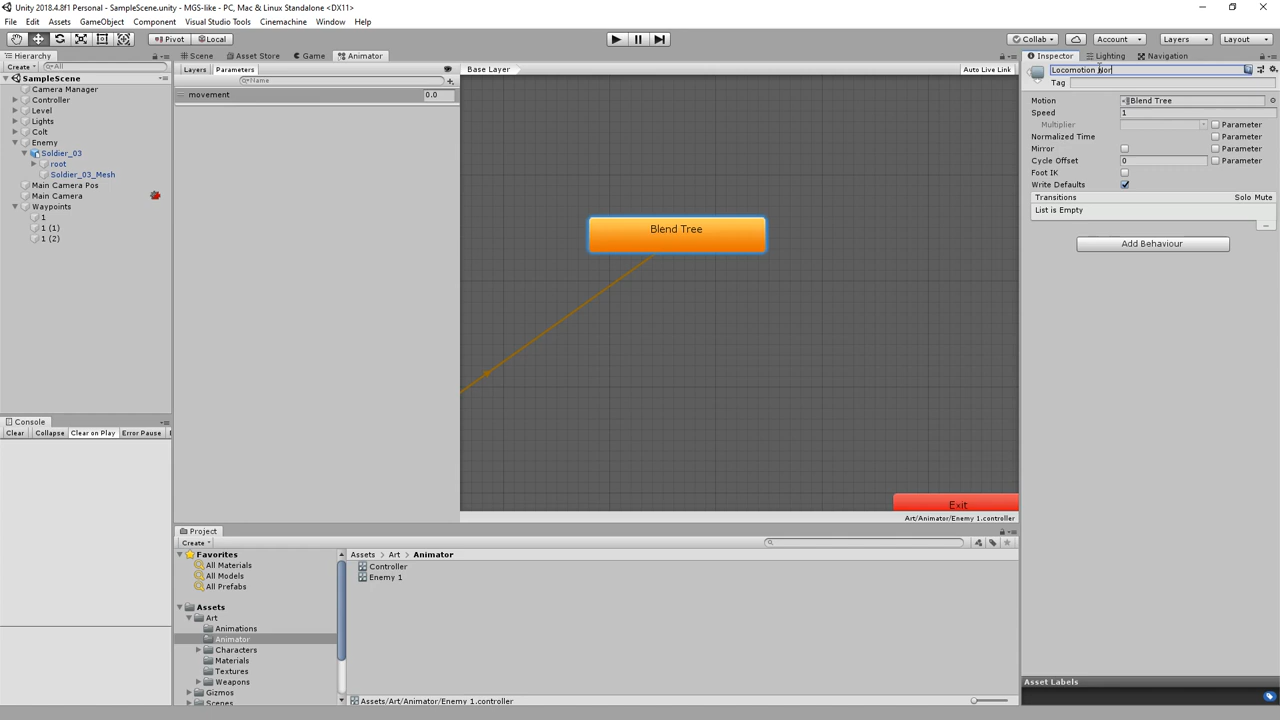 Unity 2018.4.8f1 Personal - SampleScene.unity - MGS-like - PC, Mac & Linux Standalone <DX11>
File Edit Assets GameObject Component Visual Studio Tools Cinemachine Window Help
Pivot Local Collab Account Layers Layout
Hierarchy
Create All
SampleScene
Camera Manager
Controller
Level
Lights
Colt
Enemy
Soldier_03
root
Soldier_03_Mesh
Main Camera Pos
Main Camera
Waypoints
1
1 (1)
1 (2)
Console
Clear Collapse Clear on Play Error Pause
Scene Asset Store Game Animator
Layers Parameters
Name
movement 0.0
Base Layer Auto Live Link
Blend Tree
Exit
Art/Animator/Enemy 1.controller
Project
Create
Favorites
All Materials
All Models
All Prefabs
Assets
Art
Animations
Animator
Characters
Materials
Textures
Weapons
Gizmos
Scenes
Assets > Art > Animator
Controller
Enemy 1
Assets/Art/Animator/Enemy 1.controller
Inspector Lighting Navigation
Locomotion Nor
Tag
Motion Blend Tree
Speed 1
Multiplier Parameter
Normalized Time Parameter
Mirror Parameter
Cycle Offset 0 Parameter
Foot IK
Write Defaults
Transitions Solo Mute
List is Empty
Add Behaviour
Asset Labels